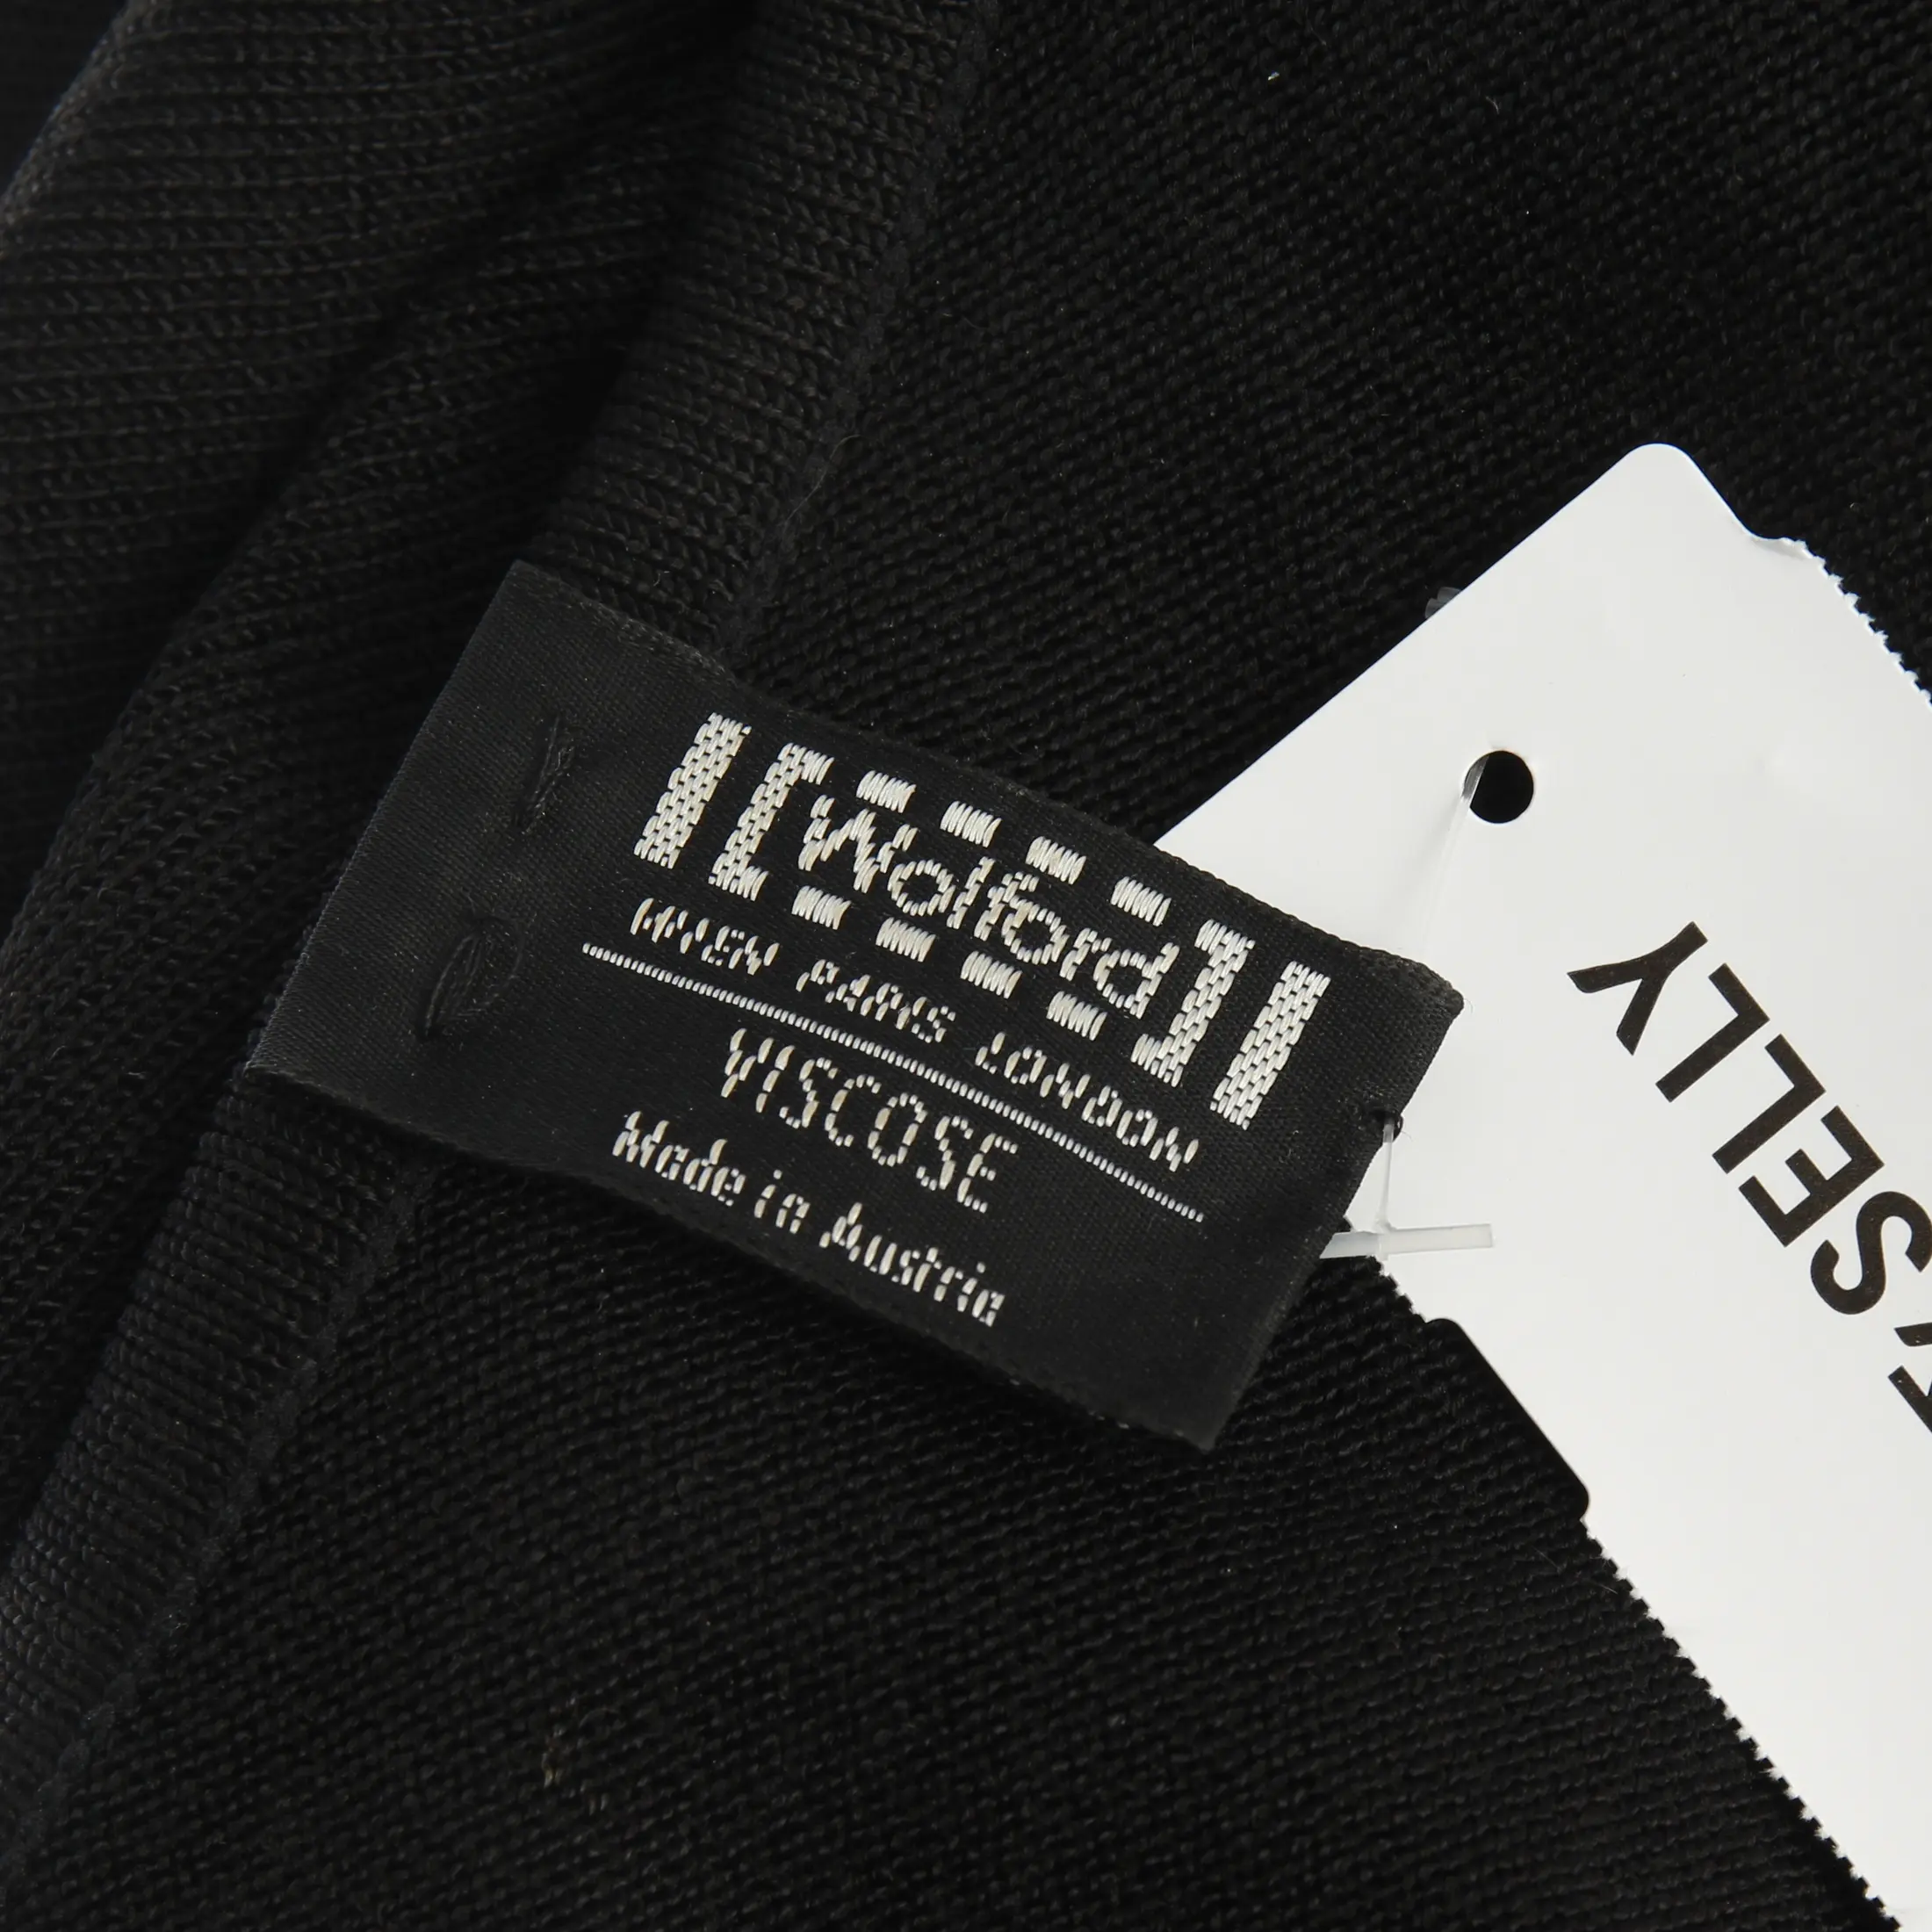 Wolford
WIEN PARIS LONDON
VISCOSE
Made in Austria
SELLY